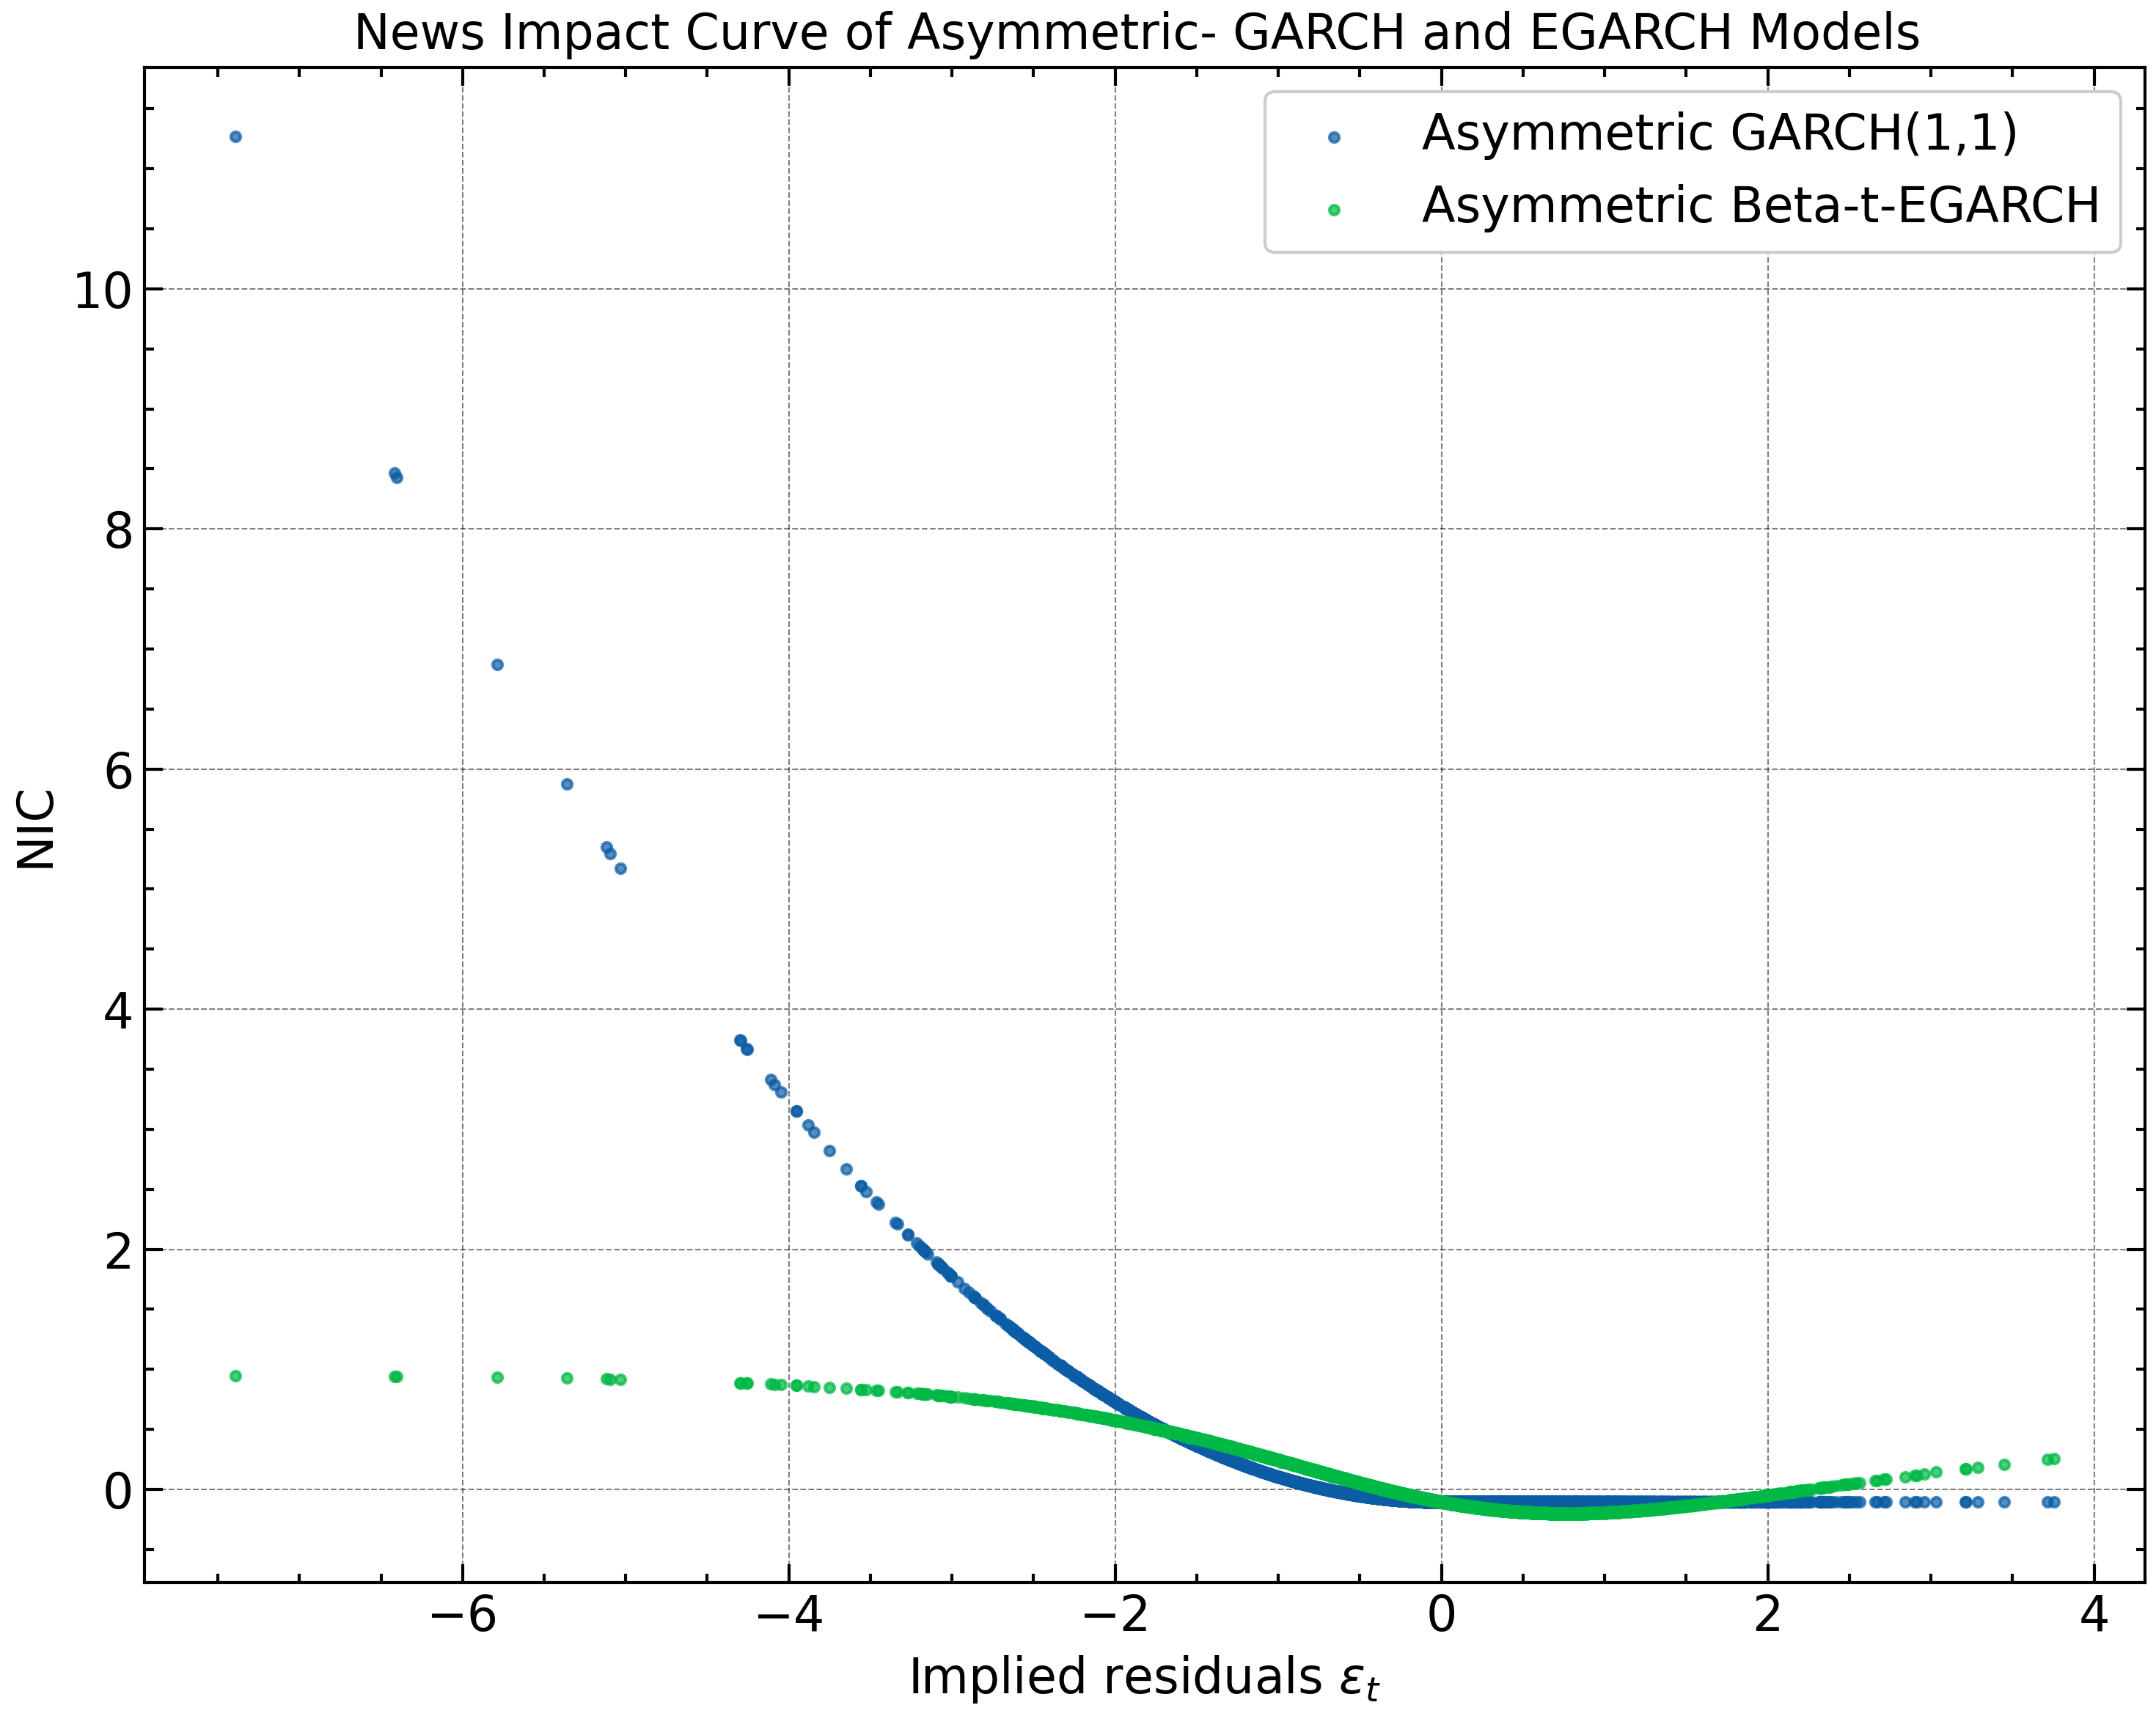 News Impact Curve of Asymmetric- GARCH and EGARCH Models
Asymmetric GARCH(1,1)
Asymmetric Beta-t-EGARCH
NIC
10
8
6
4
2
0
−6 −4 −2 0 2 4
Implied residuals ε_t